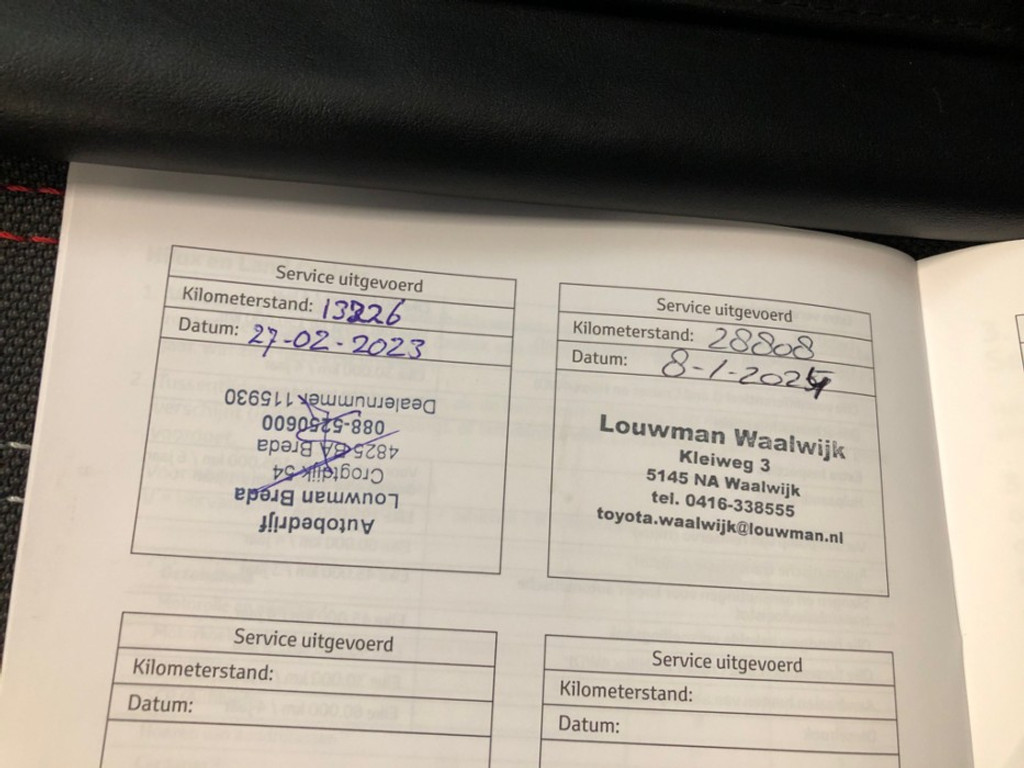 Service uitgevoerd
Kilometerstand: 13226
Datum: 27-02-2023
Autobedrijf
Louwman Breda
Crogtdijk 54
4825 BA Breda
088-5250600
Dealernummer 115930
Service uitgevoerd
Kilometerstand: 28808
Datum: 8-1-2024
Louwman Waalwijk
Kleiweg 3
5145 NA Waalwijk
tel. 0416-338555
toyota.waalwijk@louwman.nl
Service uitgevoerd
Kilometerstand:
Datum:
Service uitgevoerd
Kilometerstand:
Datum: